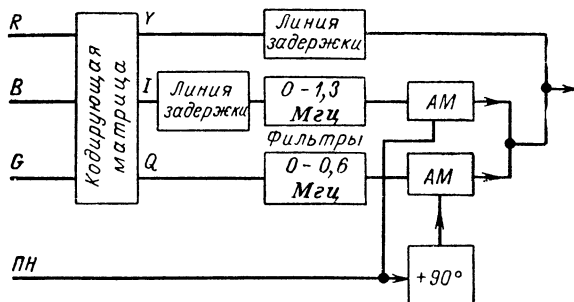 R
Y
Линия
задержки
Кодирующая
матрица
B
I
Линия
задержки
0-1,3
Мгц
АМ
Фильтры
G
Q
0-0,6
Мгц
АМ
ПН
+90°